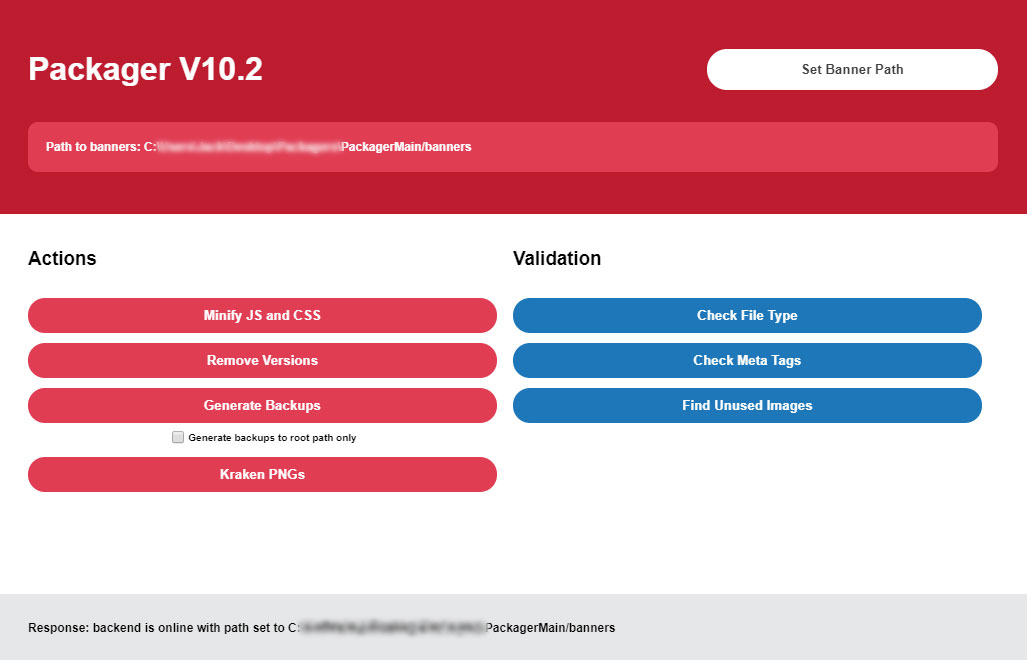 Packager V10.2
Set Banner Path
Path to banners: C: PackagerMain/banners
Actions
Minify JS and CSS
Remove Versions
Generate Backups
Generate backups to root path only
Kraken PNGs
Validation
Check File Type
Check Meta Tags
Find Unused Images
Response: backend is online with path set to C: PackagerMain/banners